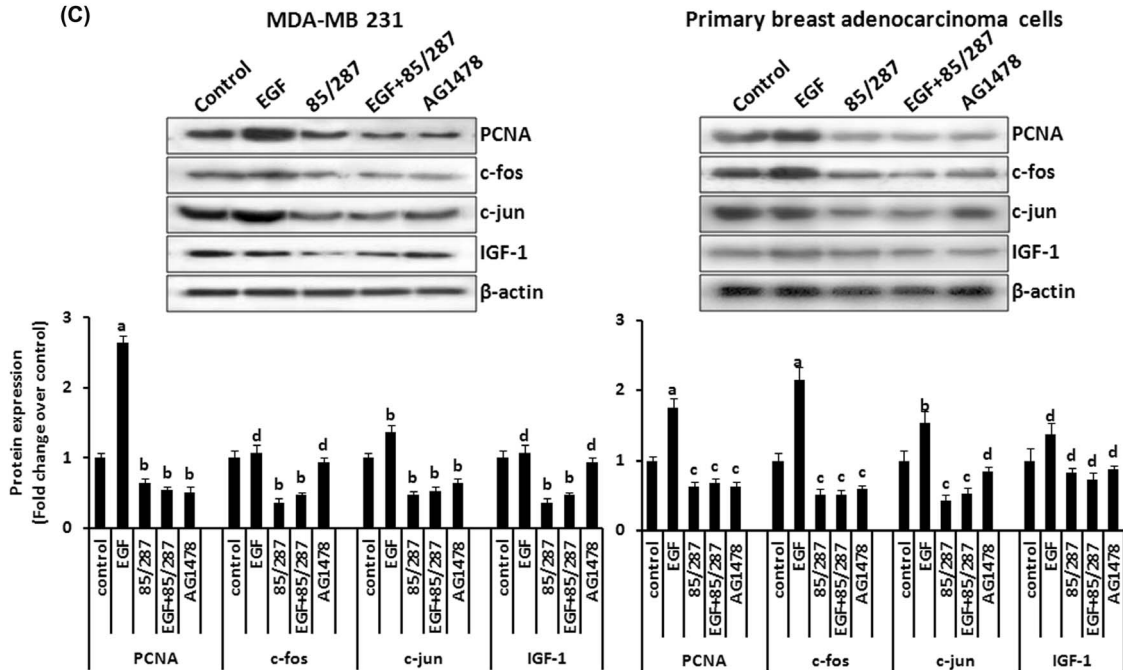 (C)
MDA-MB 231
Control EGF 85/287 EGF+85/287 AG1478
PCNA
c-fos
c-jun
IGF-1
β-actin
Primary breast adenocarcinoma cells
Control EGF 85/287 EGF+85/287 AG1478
PCNA
c-fos
c-jun
IGF-1
β-actin
Protein expression
(Fold change over control)
3
2
1
0
a b b b
d b b
b b b b
d b b d
control EGF 85/287 EGF+85/287 AG1478 control EGF 85/287 EGF+85/287 AG1478 control EGF 85/287 EGF+85/287 AG1478 control EGF 85/287 EGF+85/287 AG1478
PCNA c-fos c-jun IGF-1
3
2
1
0
a c c c
a c c c
b c c d
d d d d
control EGF 85/287 EGF+85/287 AG1478 control EGF 85/287 EGF+85/287 AG1478 control EGF 85/287 EGF+85/287 AG1478 control EGF 85/287 EGF+85/287 AG1478
PCNA c-fos c-jun IGF-1